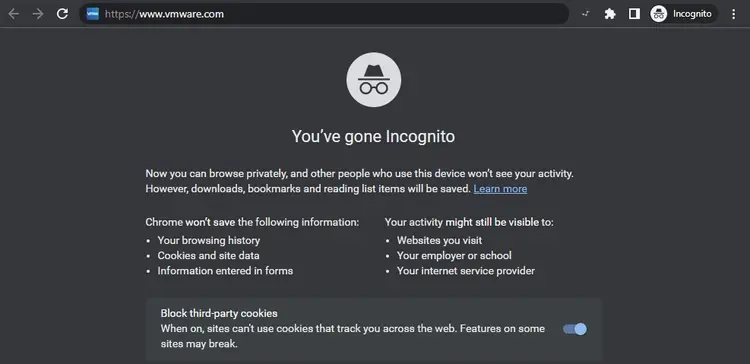 https://www.vmware.com
Incognito
You've gone Incognito
Now you can browse privately, and other people who use this device won't see your activity.
However, downloads, bookmarks and reading list items will be saved. Learn more
Chrome won't save the following information:
Your browsing history
Cookies and site data
Information entered in forms
Your activity might still be visible to:
Websites you visit
Your employer or school
Your internet service provider
Block third-party cookies
When on, sites can't use cookies that track you across the web. Features on some
sites may break.